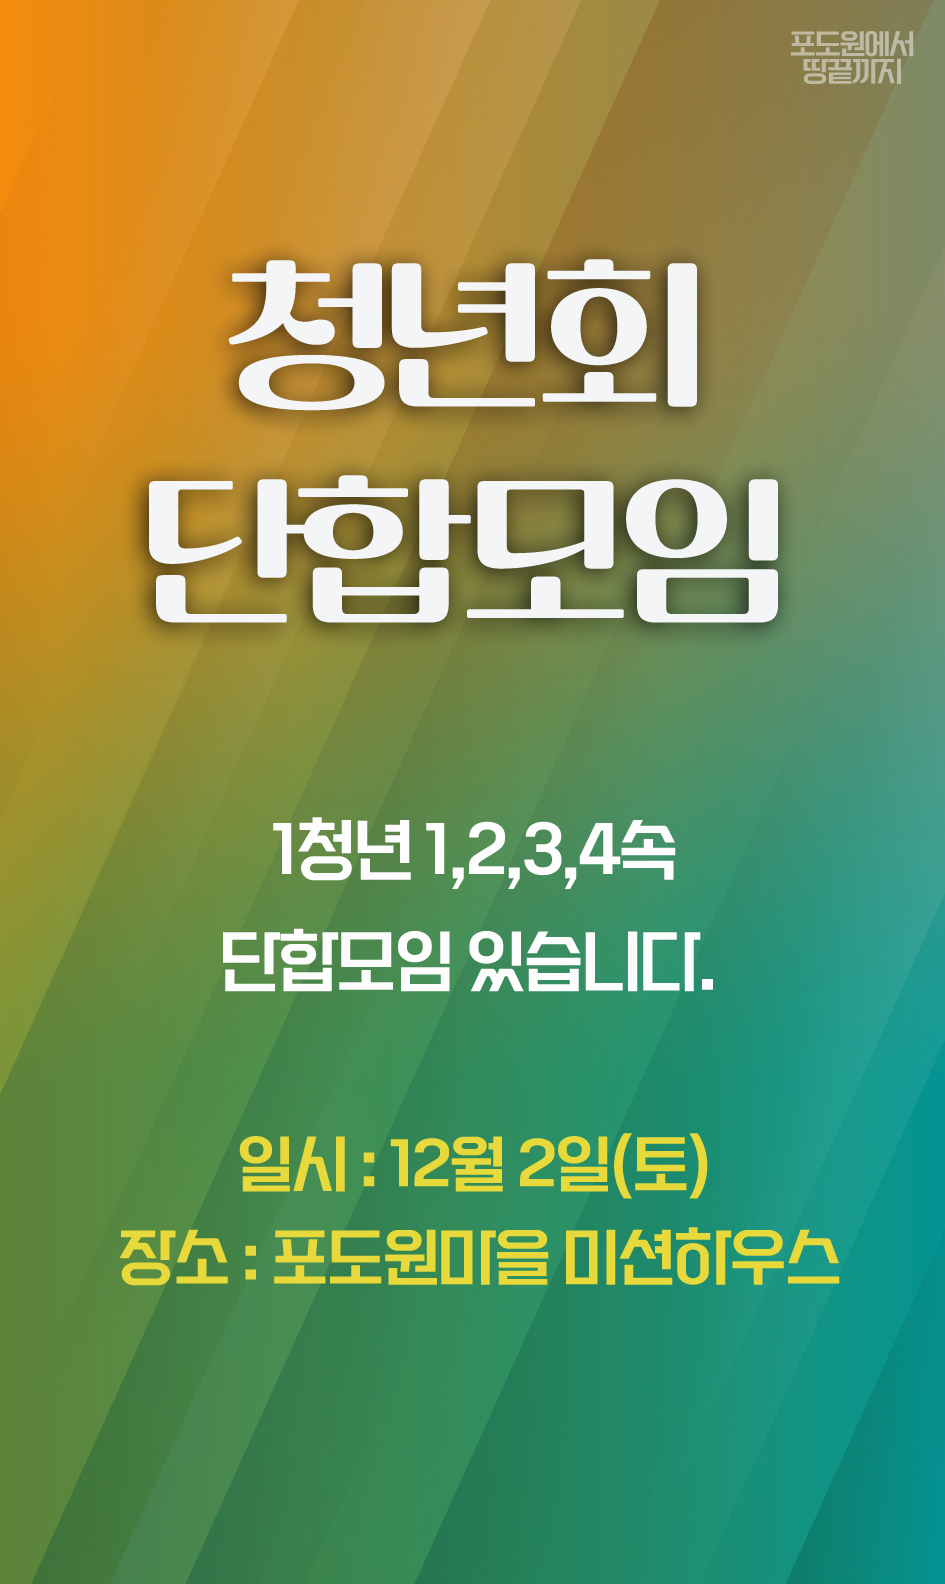 포도원에서
땅끝까지
청년회
단합모임
1청년 1,2,3,4속
단합모임 있습니다.
일시 : 12월 2일(토)
장소 : 포도원마을 미션하우스